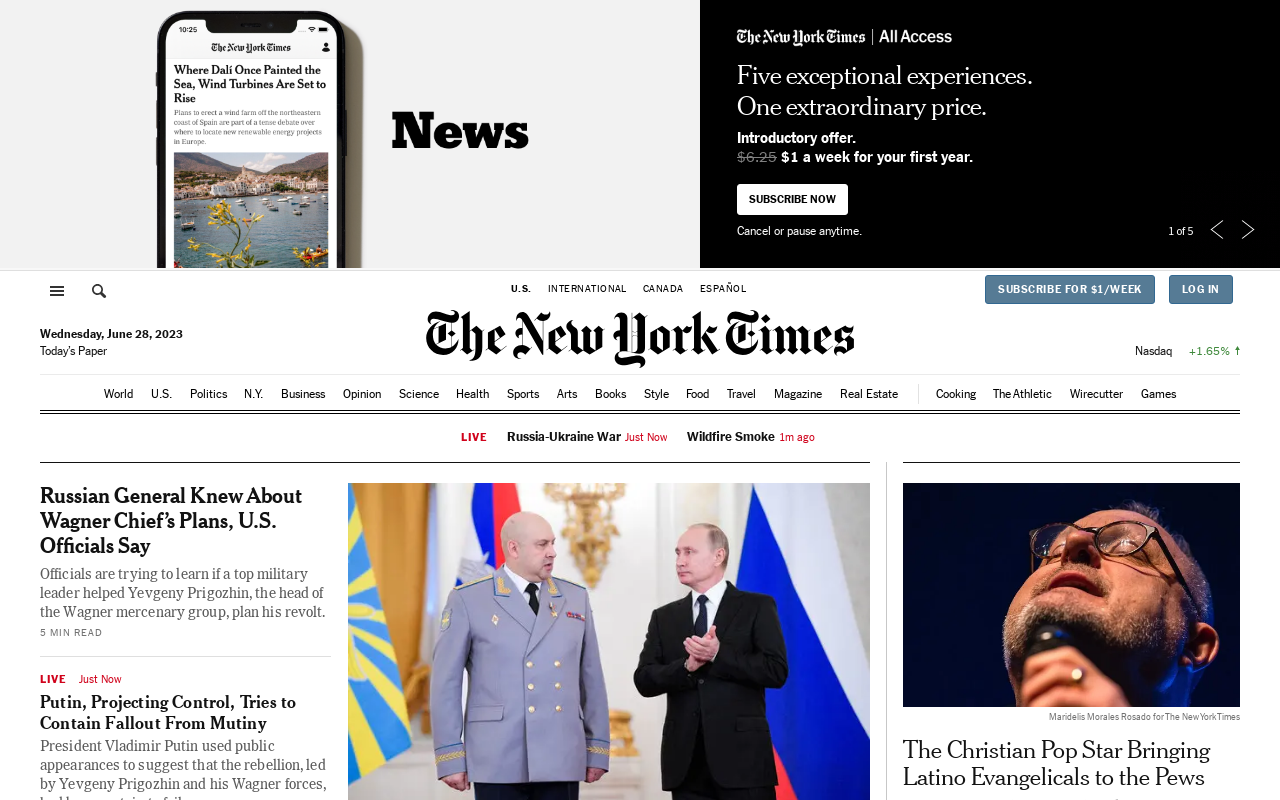 10:25
The New York Times
Where Dalí Once Painted the
Sea, Wind Turbines Are Set to
Rise
Plans to erect a wind farm off the northeastern
coast of Spain are part of a tense debate over
where to locate new renewable energy projects
in Europe.
News
The New York Times | All Access
Five exceptional experiences.
One extraordinary price.
Introductory offer.
$6.25 $1 a week for your first year.
SUBSCRIBE NOW
Cancel or pause anytime.
1 of 5
U.S. INTERNATIONAL CANADA ESPAÑOL
SUBSCRIBE FOR $1/WEEK LOG IN
Wednesday, June 28, 2023
Today's Paper
The New York Times
Nasdaq +1.65%
World U.S. Politics N.Y. Business Opinion Science Health Sports Arts Books Style Food Travel Magazine Real Estate Cooking The Athletic Wirecutter Games
LIVE Russia-Ukraine War Just Now Wildfire Smoke 1m ago
Russian General Knew About
Wagner Chief's Plans, U.S.
Officials Say
Officials are trying to learn if a top military
leader helped Yevgeny Prigozhin, the head of
the Wagner mercenary group, plan his revolt.
5 MIN READ
LIVE Just Now
Putin, Projecting Control, Tries to
Contain Fallout From Mutiny
President Vladimir Putin used public
appearances to suggest that the rebellion, led
by Yevgeny Prigozhin and his Wagner forces,
Maridelis Morales Rosado for The New York Times
The Christian Pop Star Bringing
Latino Evangelicals to the Pews